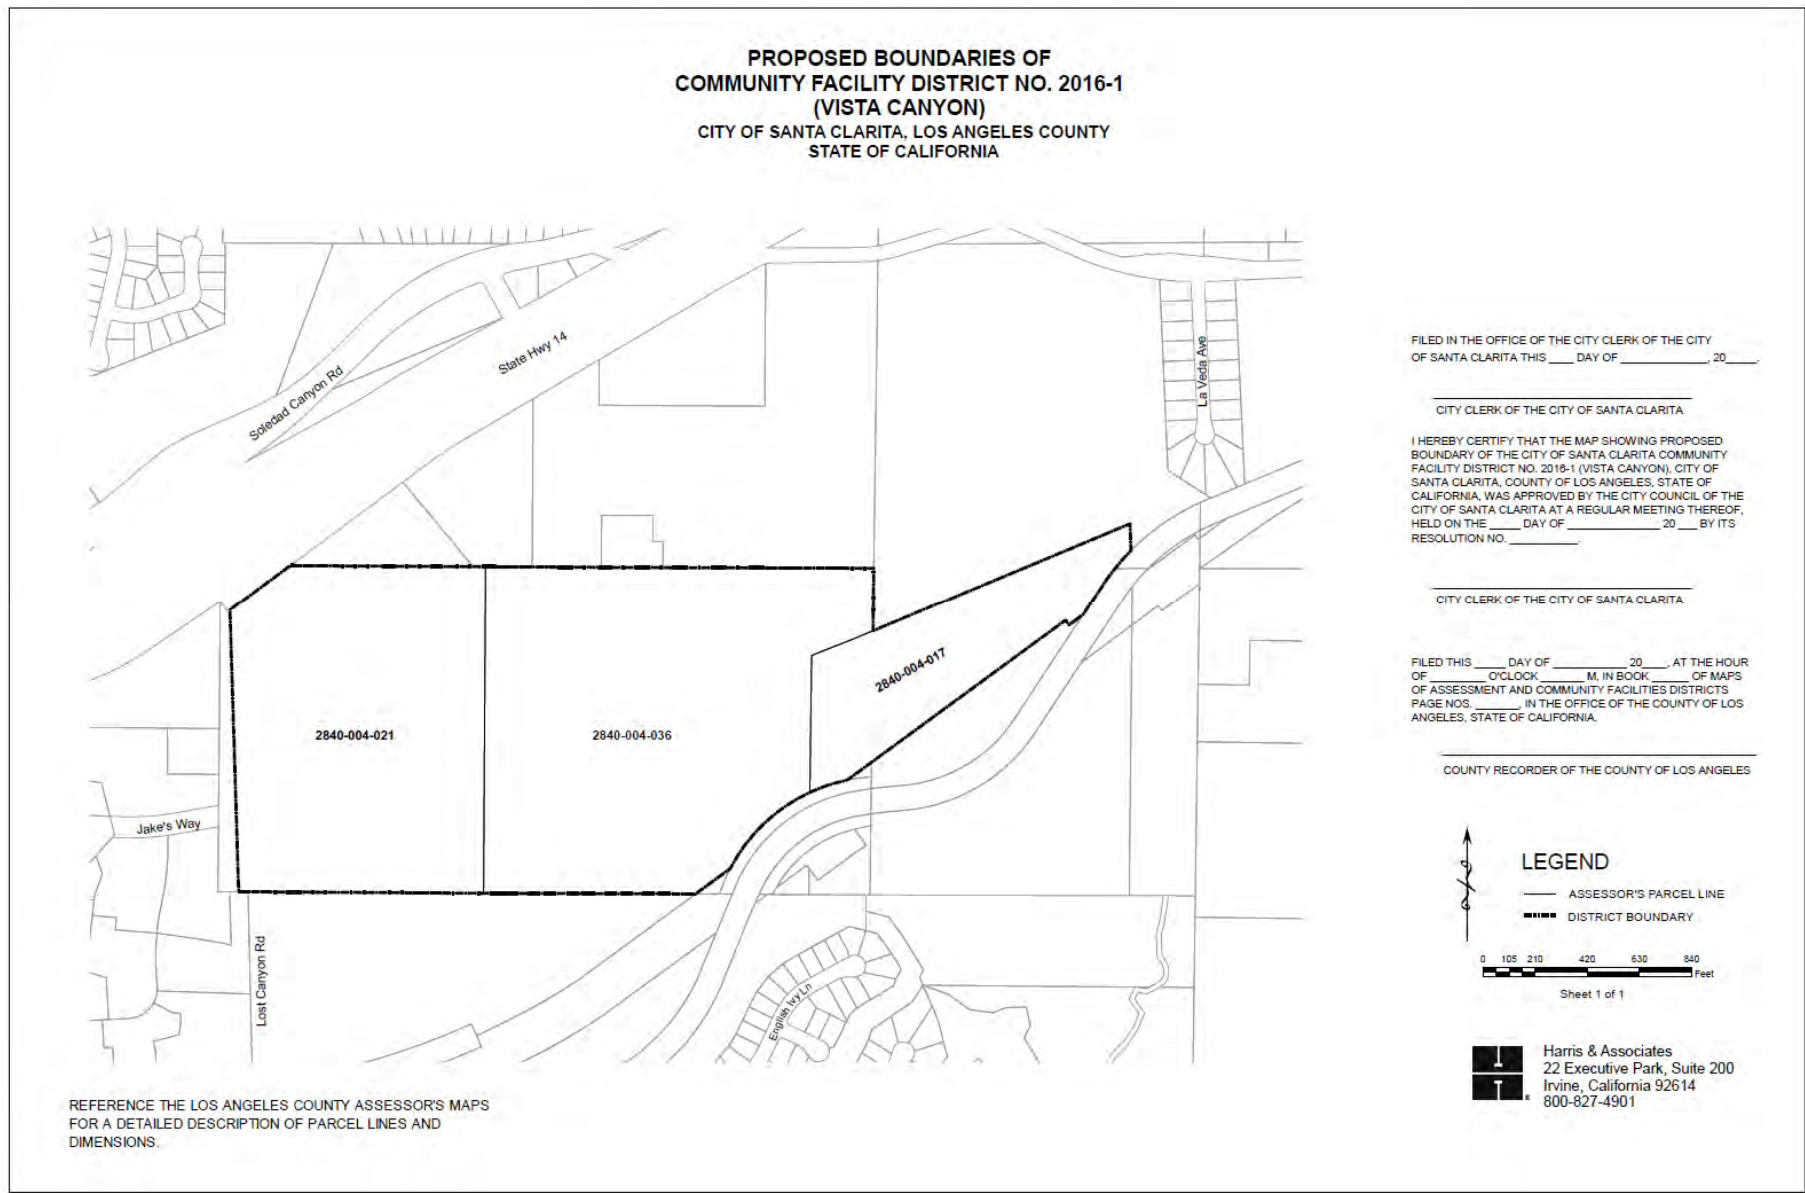 PROPOSED BOUNDARIES OF
COMMUNITY FACILITY DISTRICT NO. 2016-1
(VISTA CANYON)
CITY OF SANTA CLARITA, LOS ANGELES COUNTY
STATE OF CALIFORNIA
Soledad Canyon Rd
State Hwy 14
La Veda Ave
2840-004-021
2840-004-036
2840-004-017
Jake's Way
Lost Canyon Rd
English Ivy Ln
FILED IN THE OFFICE OF THE CITY CLERK OF THE CITY
OF SANTA CLARITA THIS ____ DAY OF ______________, 20_____.
CITY CLERK OF THE CITY OF SANTA CLARITA
I HEREBY CERTIFY THAT THE MAP SHOWING PROPOSED
BOUNDARY OF THE CITY OF SANTA CLARITA COMMUNITY
FACILITY DISTRICT NO. 2016-1 (VISTA CANYON), CITY OF
SANTA CLARITA, COUNTY OF LOS ANGELES, STATE OF
CALIFORNIA, WAS APPROVED BY THE CITY COUNCIL OF THE
CITY OF SANTA CLARITA AT A REGULAR MEETING THEREOF,
HELD ON THE _____ DAY OF _______________ 20 ___ BY ITS
RESOLUTION NO. ___________.
CITY CLERK OF THE CITY OF SANTA CLARITA
FILED THIS _____ DAY OF ____________ 20____, AT THE HOUR
OF _________ O'CLOCK _______ M, IN BOOK ______ OF MAPS
OF ASSESSMENT AND COMMUNITY FACILITIES DISTRICTS
PAGE NOS. _______, IN THE OFFICE OF THE COUNTY OF LOS
ANGELES, STATE OF CALIFORNIA.
COUNTY RECORDER OF THE COUNTY OF LOS ANGELES
LEGEND
ASSESSOR'S PARCEL LINE
DISTRICT BOUNDARY
0 105 210 420 630 840
Feet
Sheet 1 of 1
Harris & Associates
22 Executive Park, Suite 200
Irvine, California 92614
800-827-4901
REFERENCE THE LOS ANGELES COUNTY ASSESSOR'S MAPS
FOR A DETAILED DESCRIPTION OF PARCEL LINES AND
DIMENSIONS.